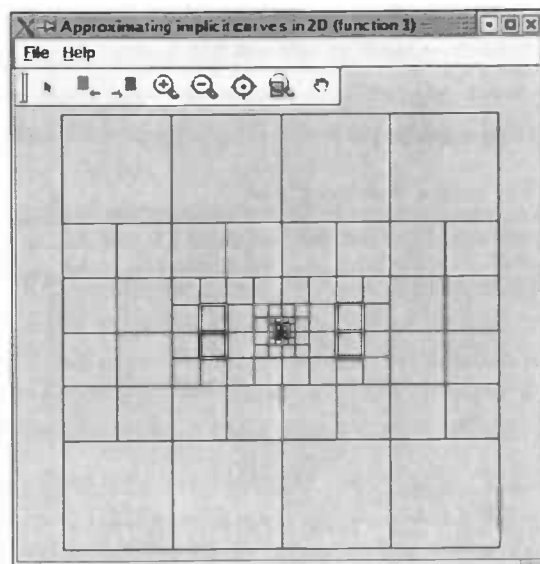 Approximating implicit curves in 2D (function 1)
File Help